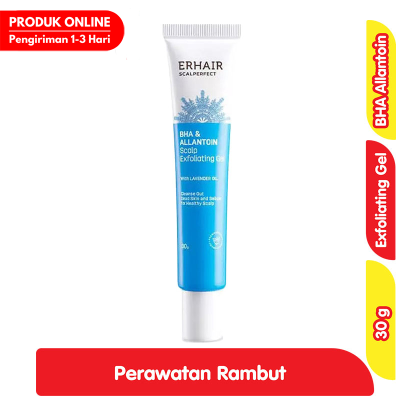 PRODUK ONLINE
Pengiriman 1-3 Hari
ERHAIR
SCALPERFECT
BHA &
ALLANTOIN
Scalp
Exfoliating Gel
WITH LAVENDER OIL
Cleanse Out
Dead Skin and Sebum
for Healthy Scalp
30g
BHA Allantoin
Exfoliating Gel
30 g
Perawatan Rambut